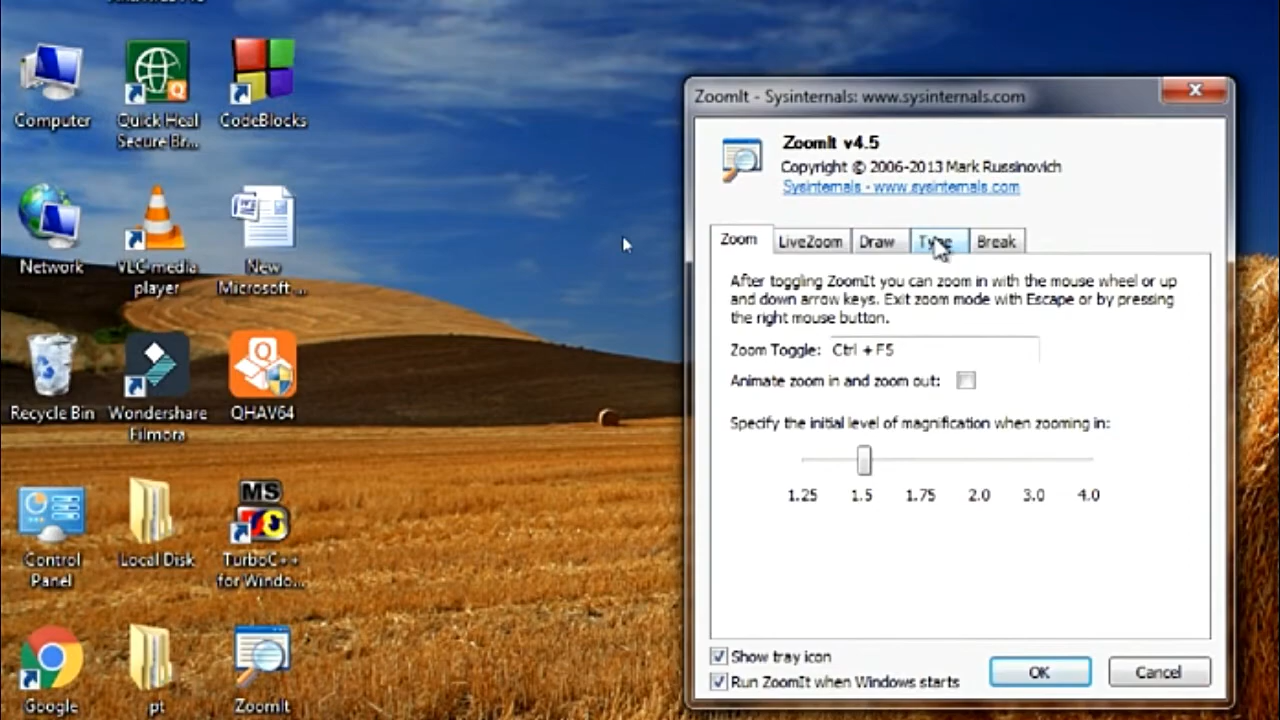 Computer
Quick Heal
Secure Br...
CodeBlocks
Network
VLC media
player
New
Microsoft ...
Recycle Bin
Wondershare
Filmora
QHAV64
Control
Panel
Local Disk
MS
TurboC++
for Windo...
Google
pt
ZoomIt
ZoomIt - Sysinternals: www.sysinternals.com
ZoomIt v4.5
Copyright © 2006-2013 Mark Russinovich
Sysinternals - www.sysinternals.com
Zoom
LiveZoom
Draw
Type
Break
After toggling ZoomIt you can zoom in with the mouse wheel or up
and down arrow keys. Exit zoom mode with Escape or by pressing
the right mouse button.
Zoom Toggle: Ctrl + F5
Animate zoom in and zoom out:
Specify the initial level of magnification when zooming in:
1.25 1.5 1.75 2.0 3.0 4.0
Show tray icon
Run ZoomIt when Windows starts
OK
Cancel